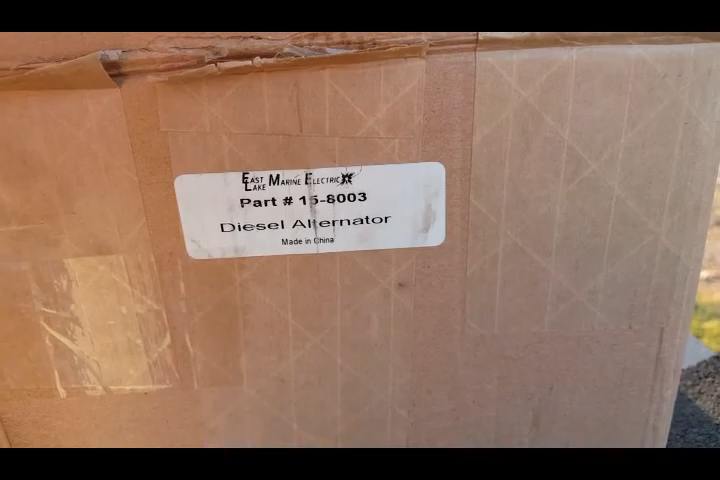 EAST LAKE MARINE ELECTRIC
Part # 15-8003
Diesel Alternator
Made in China